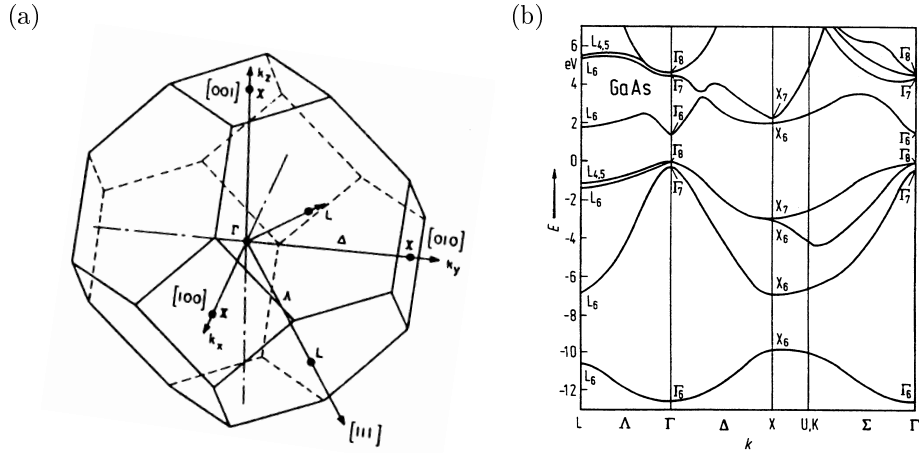 (a)
k_z
[001]
X
Γ
L
Δ
X
[010]
k_y
[100]
X
k_x
Λ
L
[111]
(b)
6
eV
4
2
0
-2
-4
-6
-8
-10
-12
E
L4,5
L6
GaAs
L6
L4,5
L6
L6
L6
Γ8
Γ7
Γ6
Γ8
Γ7
Γ6
X7
X6
X7
X6
X6
X6
Γ8
Γ7
Γ6
Γ8
Γ7
Γ6
L Λ Γ Δ X U,K Σ Γ
k